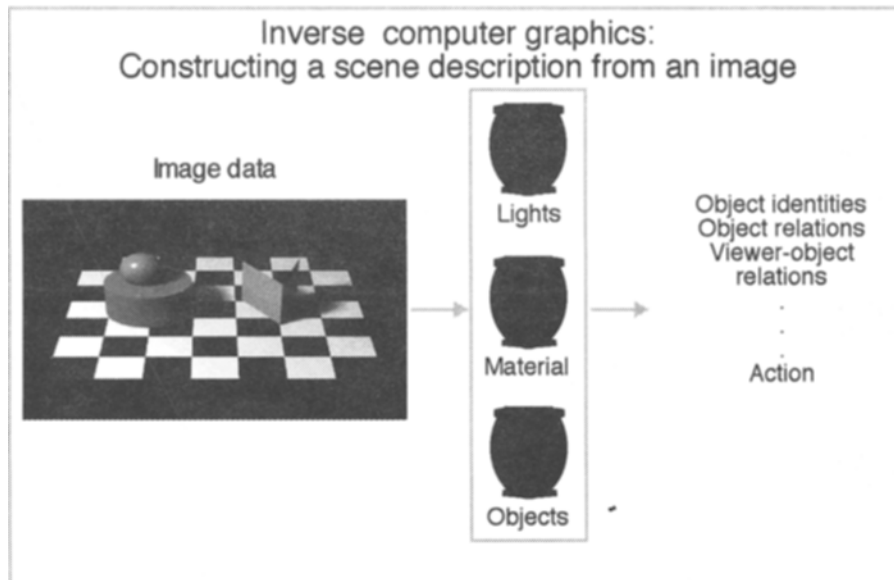 Inverse computer graphics:
Constructing a scene description from an image
Image data
Lights
Material
Objects
Object identities
Object relations
Viewer-object
relations
.
.
.
Action